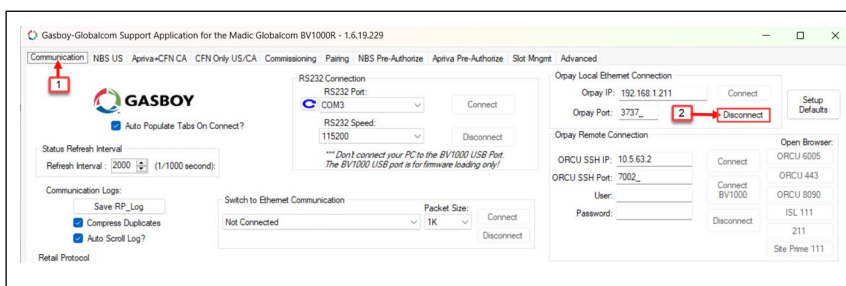 Gasboy-Globalcom Support Application for the Madic Globalcom BV1000R - 1.6.19.229
Communication NBS US Apriva+CFN CA CFN Only US/CA Commissioning Pairing NBS Pre-Authorize Apriva Pre-Authorize Slot Mngmt Advanced
1
GASBOY
Auto Populate Tabs On Connect?
Status Refresh Interval
Refresh Interval : 2000 (1/1000 second):
Communication Logs:
Save RP_Log
Compress Duplicates
Auto Scroll Log?
Retail Protocol
RS232 Connection
RS232 Port:
COM3 Connect
RS232 Speed:
115200 Disconnect
*** Don't connect your PC to the BV1000 USB Port.
The BV1000 USB port is for firmware loading only!
Switch to Ethernet Communication
Packet Size:
Not Connected 1K Connect
Disconnect
Orpay Local Ethernet Connection
Orpay IP: 192.168.1.211 Connect
Orpay Port: 3737_ 2 Disconnect
Setup
Defaults
Orpay Remote Connection
ORCU SSH IP: 10.5.63.2 Connect
ORCU SSH Port: 7002_
Connect
BV1000
User:
Password:
Disconnect
Open Browser:
ORCU 6005
ORCU 443
ORCU 8090
ISL 111
211
Site Prime 111